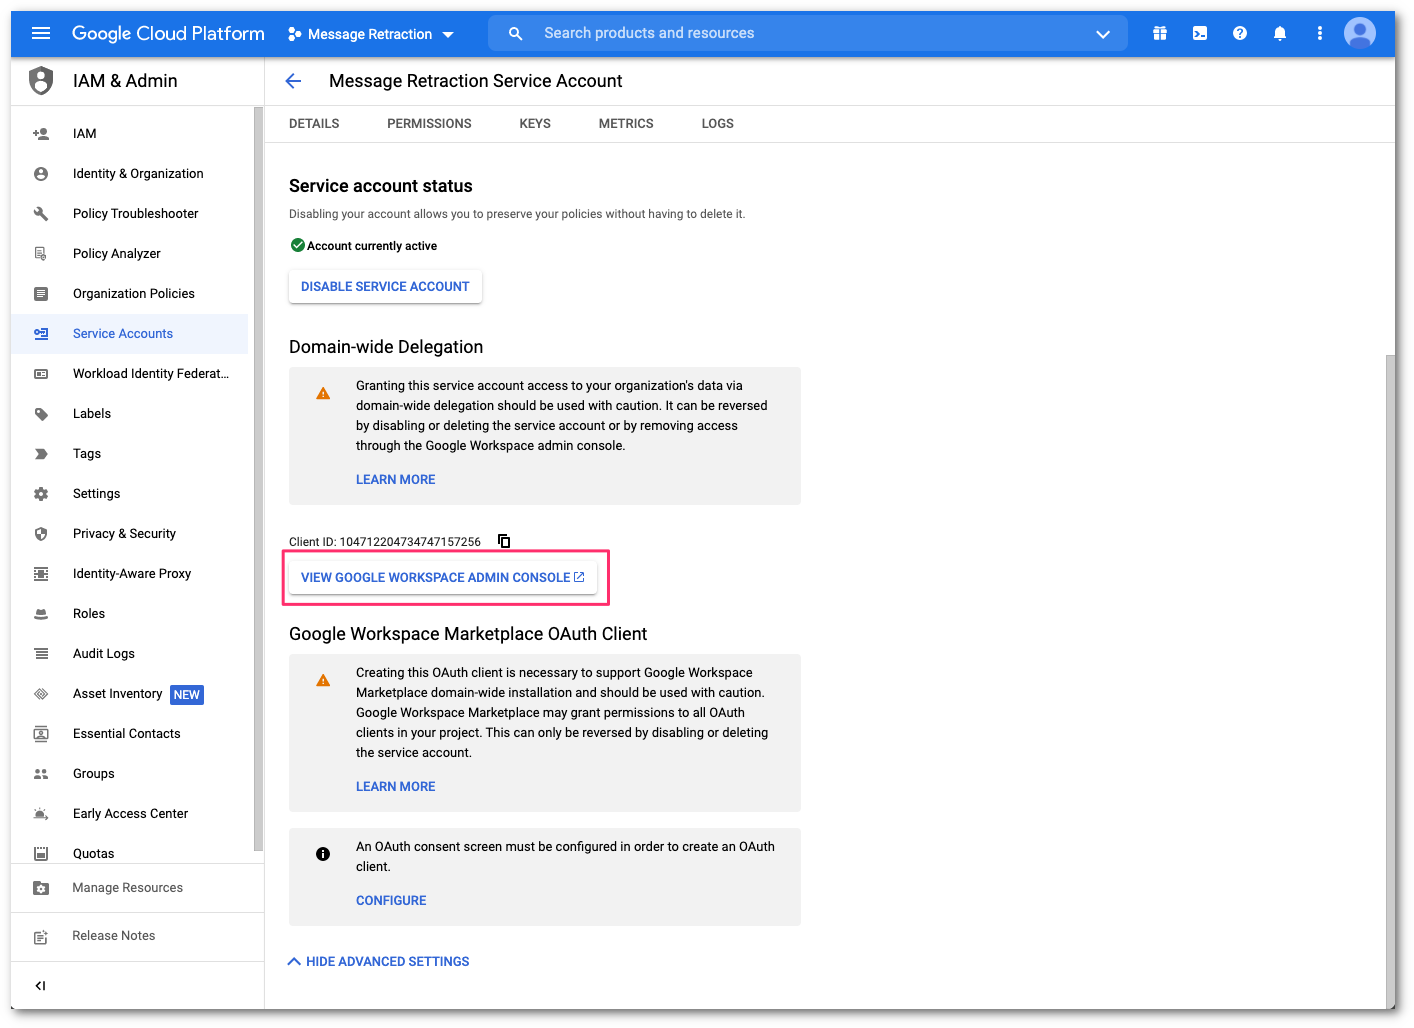 Google Cloud Platform
Message Retraction
Search products and resources
IAM & Admin
Message Retraction Service Account
IAM
Identity & Organization
Policy Troubleshooter
Policy Analyzer
Organization Policies
Service Accounts
Workload Identity Federat...
Labels
Tags
Settings
Privacy & Security
Identity-Aware Proxy
Roles
Audit Logs
Asset Inventory NEW
Essential Contacts
Groups
Early Access Center
Quotas
Manage Resources
Release Notes
DETAILS PERMISSIONS KEYS METRICS LOGS
Service account status
Disabling your account allows you to preserve your policies without having to delete it.
Account currently active
DISABLE SERVICE ACCOUNT
Domain-wide Delegation
Granting this service account access to your organization's data via
domain-wide delegation should be used with caution. It can be reversed
by disabling or deleting the service account or by removing access
through the Google Workspace admin console.
LEARN MORE
Client ID: 104712204734747157256
VIEW GOOGLE WORKSPACE ADMIN CONSOLE
Google Workspace Marketplace OAuth Client
Creating this OAuth client is necessary to support Google Workspace
Marketplace domain-wide installation and should be used with caution.
Google Workspace Marketplace may grant permissions to all OAuth
clients in your project. This can only be reversed by disabling or deleting
the service account.
LEARN MORE
An OAuth consent screen must be configured in order to create an OAuth
client.
CONFIGURE
HIDE ADVANCED SETTINGS